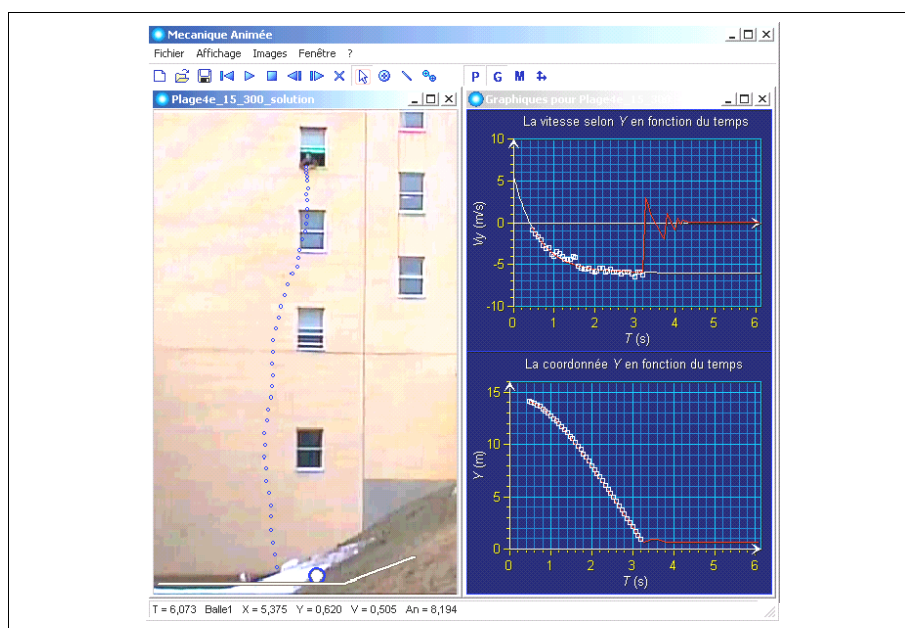 Mecanique Animée
Fichier Affichage Images Fenêtre ?
P G M
Plage4e_15_300_solution
Graphiques pour Plage4e_15_300
La vitesse selon Y en fonction du temps
10
5
0
-5
-10
Vy (m/s)
0 1 2 3 4 5 6
T (s)
La coordonnée Y en fonction du temps
15
10
5
0
Y (m)
0 1 2 3 4 5 6
T (s)
T = 6,073 Balle1 X = 5,375 Y = 0,620 V = 0,505 An = 8,194